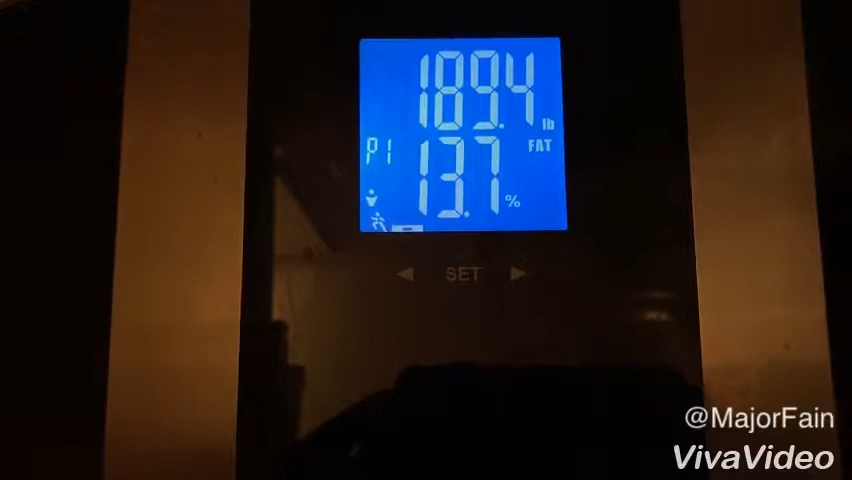 189.4 lb
P1 13.7 % FAT
◄ SET ►
@MajorFain
VivaVideo